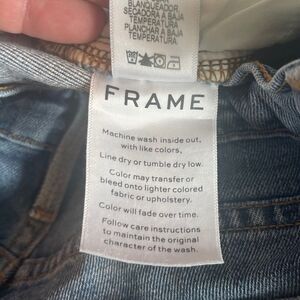 BLANQUEADOR
SECADORA A BAJA
TEMPERATURA
PLANCHAR A BAJA
TEMPERATURA
FRAME
Machine wash inside out,
with like colors,
Line dry or tumble dry low.
Color may transfer or
bleed onto lighter colored
fabric or upholstery.
Color will fade over time.
Follow care instructions
to maintain the original
character of the wash.